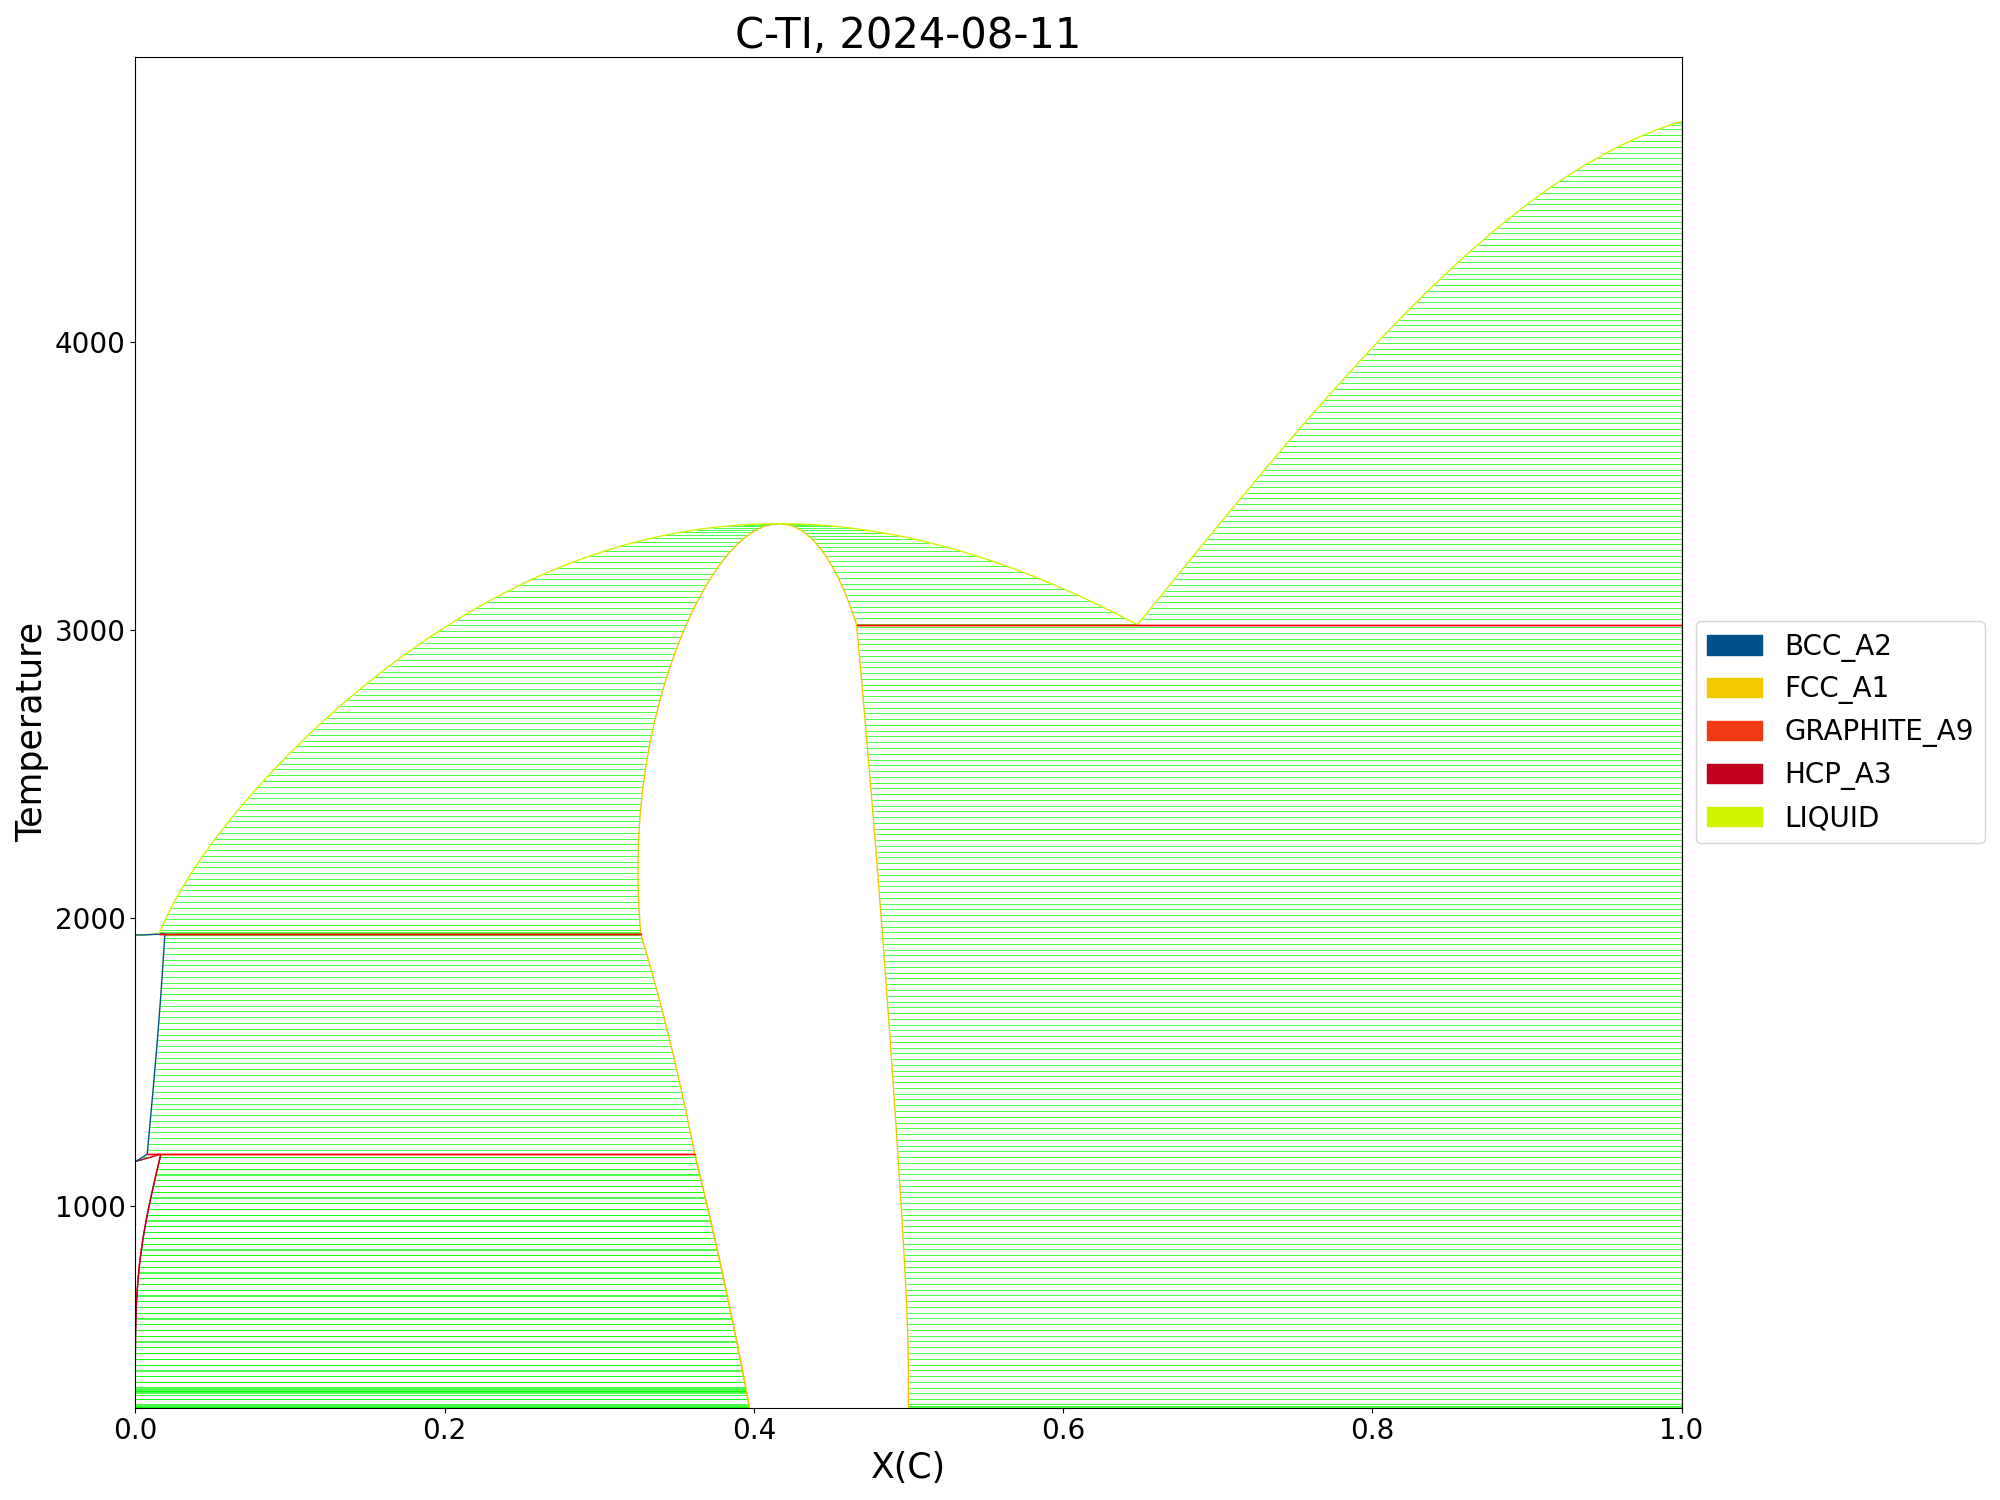 C-TI, 2024-08-11
Temperature
4000
3000
2000
1000
0.0 0.2 0.4 0.6 0.8 1.0
X(C)
BCC_A2
FCC_A1
GRAPHITE_A9
HCP_A3
LIQUID